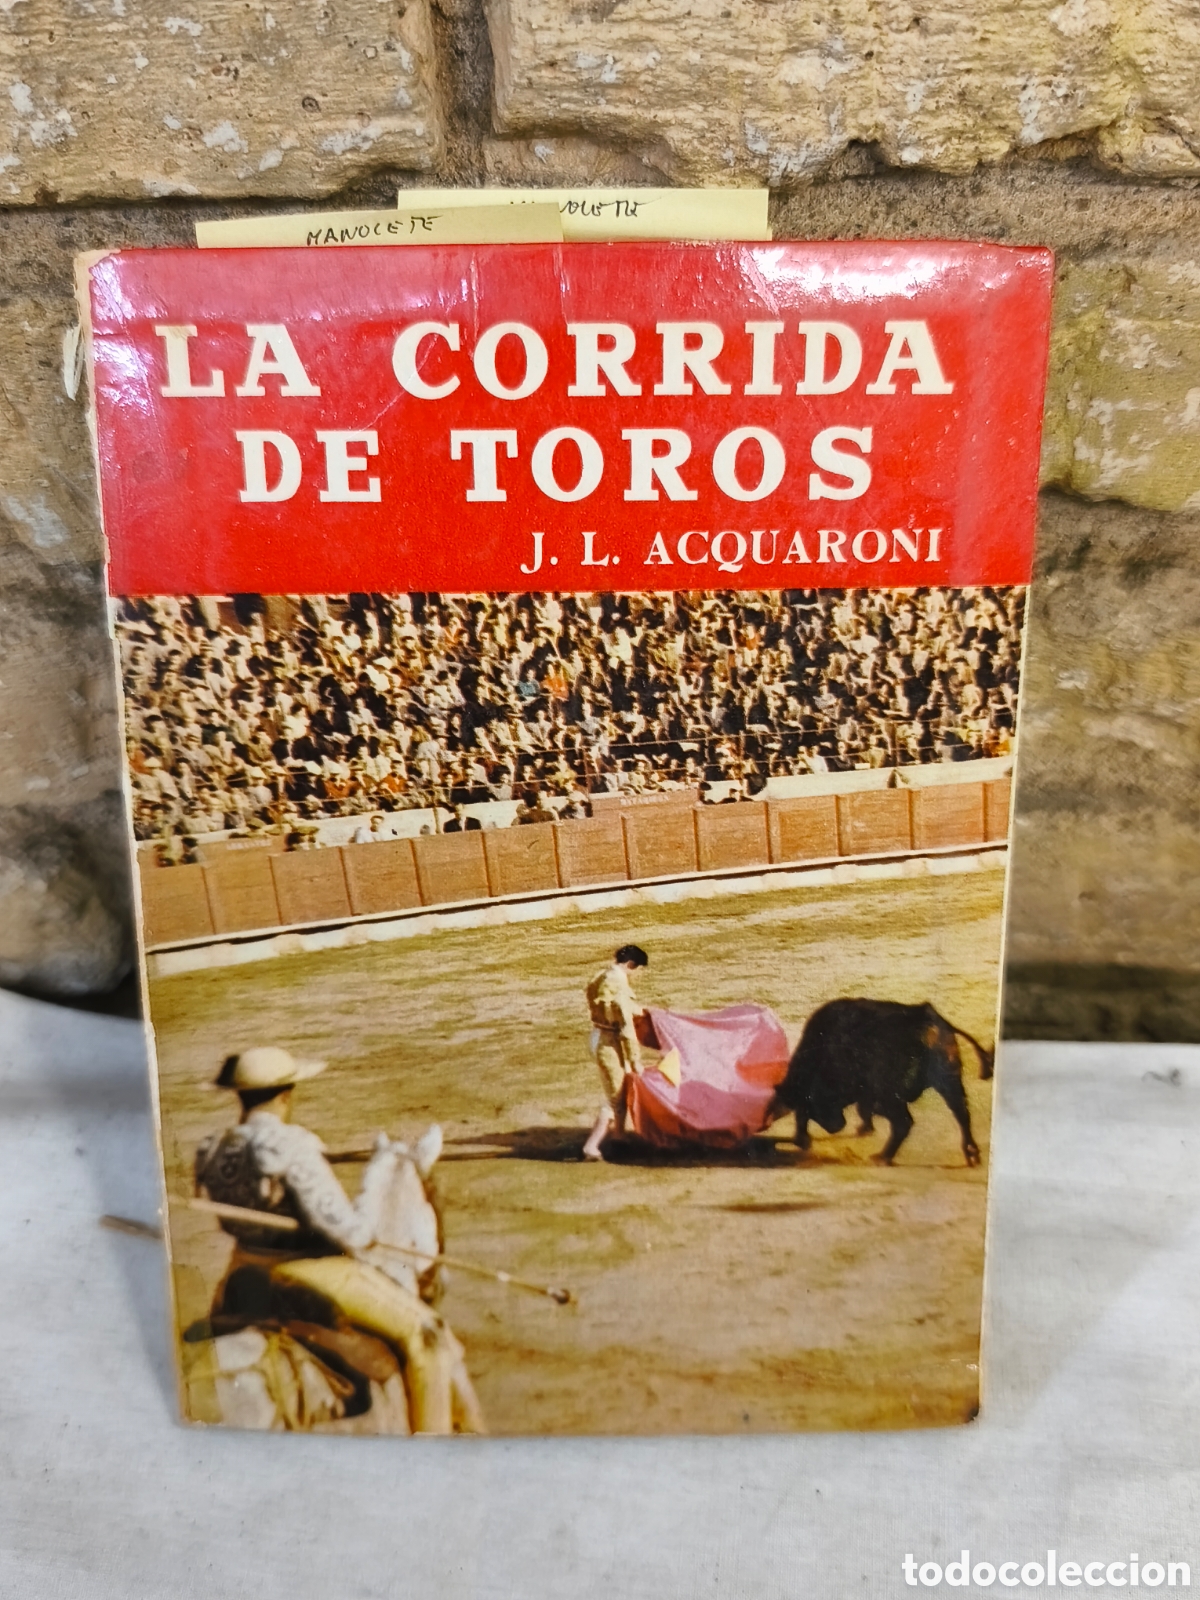 MANOLETE
LA CORRIDA
DE TOROS
J. L. ACQUARONI
todocoleccion